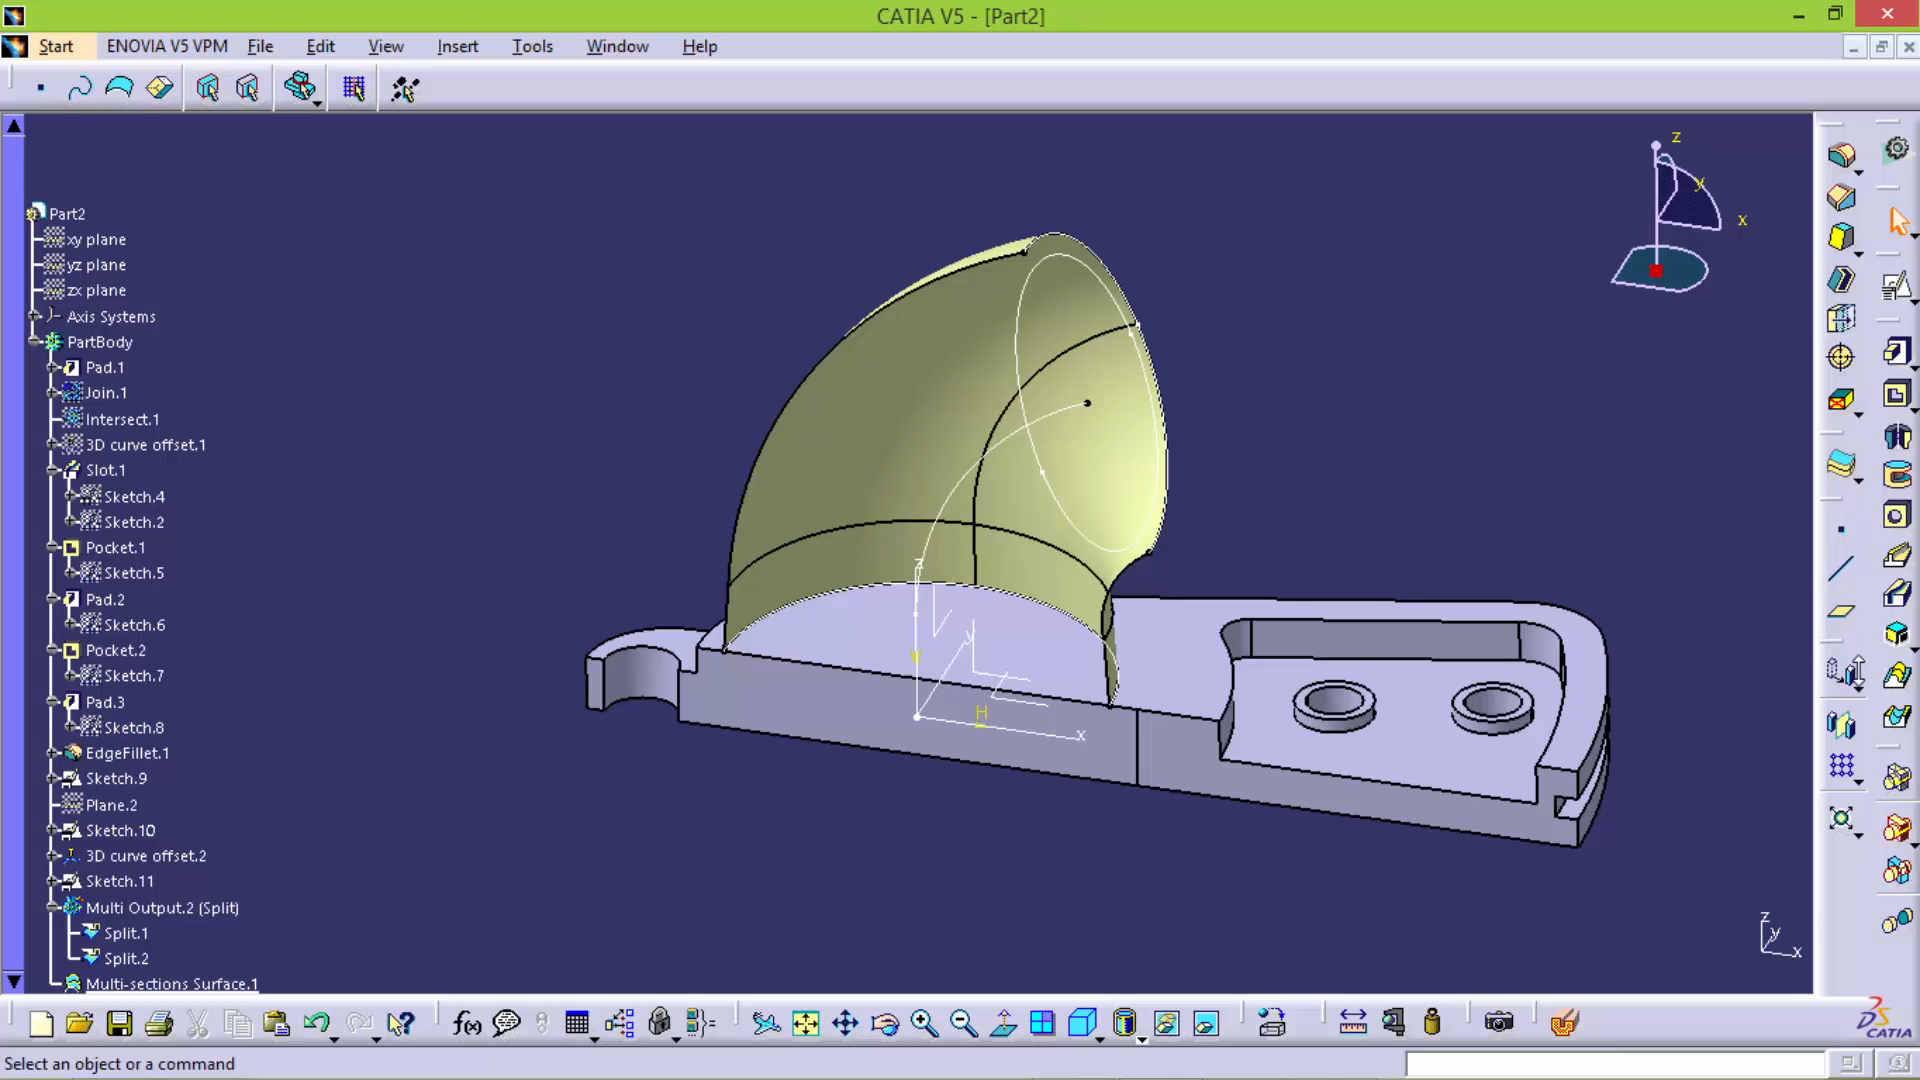 CATIA V5 - [Part2]
Start ENOVIA V5 VPM File Edit View Insert Tools Window Help
Part2
xy plane
yz plane
zx plane
Axis Systems
PartBody
Pad.1
Join.1
Intersect.1
3D curve offset.1
Slot.1
Sketch.4
Sketch.2
Pocket.1
Sketch.5
Pad.2
Sketch.6
Pocket.2
Sketch.7
Pad.3
Sketch.8
EdgeFillet.1
Sketch.9
Plane.2
Sketch.10
3D curve offset.2
Sketch.11
Multi Output.2 (Split)
Split.1
Split.2
Multi-sections Surface.1
z
y
x
z
y
V
H
x
z
y
x
f(x)
CATIA
Select an object or a command